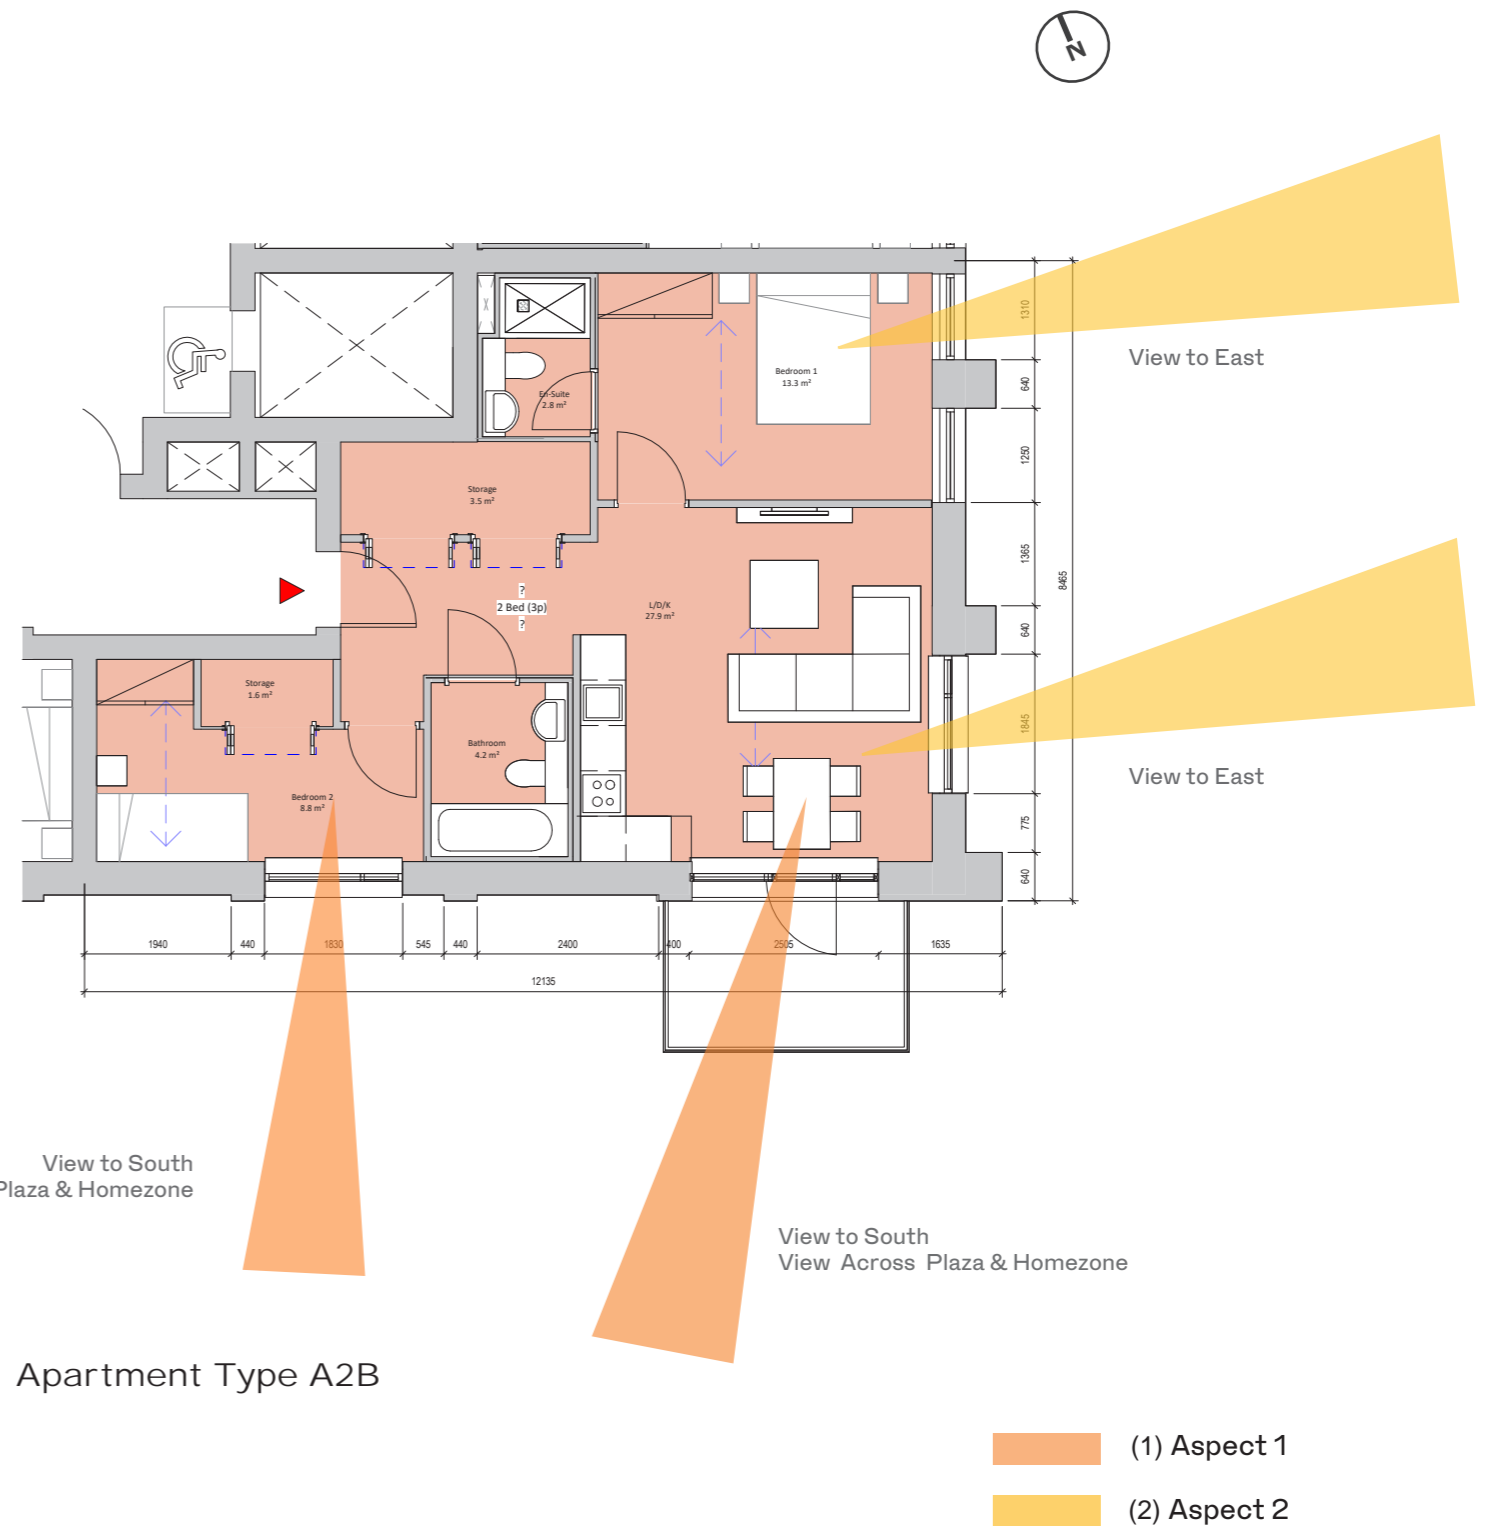 N
View to East
Bedroom 1
13.3 m²
En-Suite
2.8 m²
Storage
3.5 m²
?
2 Bed (3p)
?
L/D/K
27.9 m²
Storage
1.6 m²
Bathroom
4.2 m²
Bedroom 2
8.8 m²
View to East
1310
640
1250
1365
640
1845
775
640
8465
1940
440
1830
545
440
2400
400
2505
1635
12135
View to South
Plaza & Homezone
View to South
View Across Plaza & Homezone
Apartment Type A2B
(1) Aspect 1
(2) Aspect 2